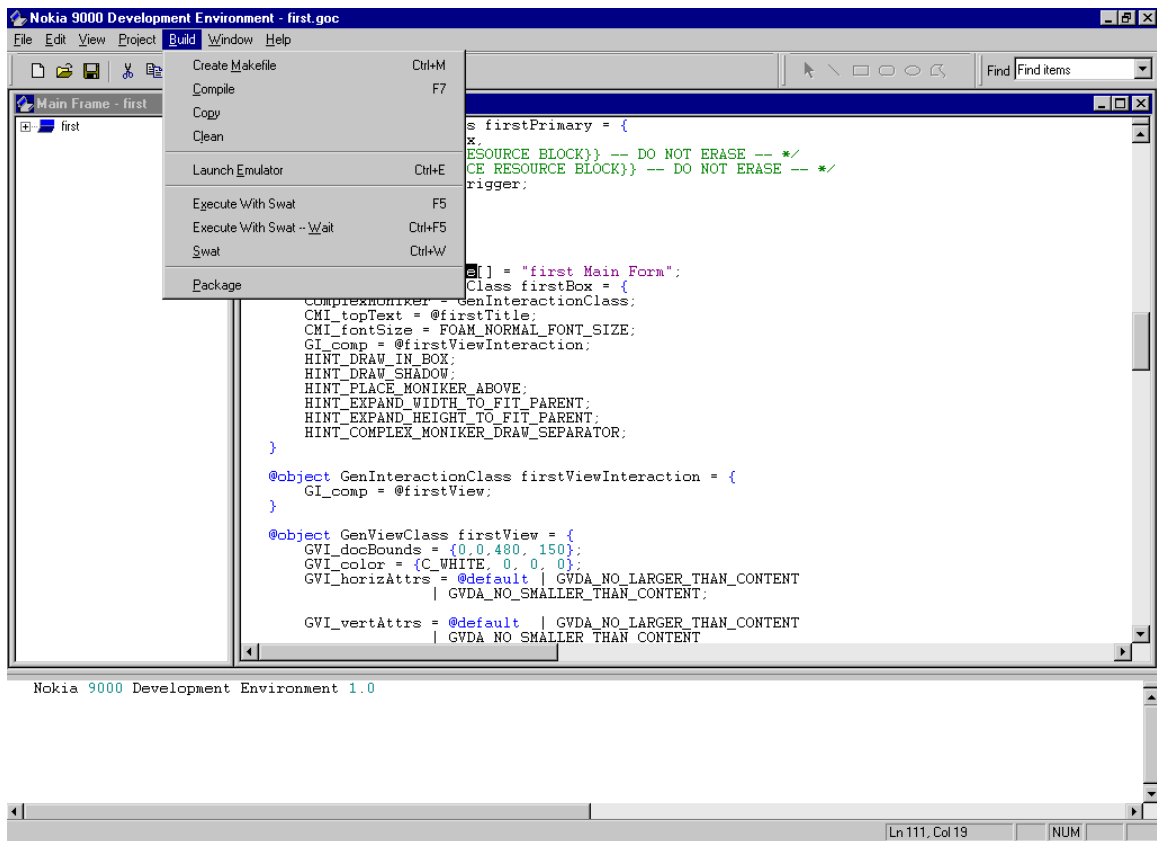 Nokia 9000 Development Environment - first.goc
File Edit View Project Build Window Help
Find Find items
Create Makefile Ctrl+M
Compile F7
Copy
Clean
Launch Emulator Ctrl+E
Execute With Swat F5
Execute With Swat -- Wait Ctrl+F5
Swat Ctrl+W
Package
Main Frame - first
first
s firstPrimary = {
x,
RESOURCE BLOCK}} -- DO NOT ERASE -- */
CE RESOURCE BLOCK}} -- DO NOT ERASE -- */
rigger;
e[] = "first Main Form";
Class firstBox = {
ComplexMoniker = GenInteractionClass;
CMI_topText = @firstTitle;
CMI_fontSize = FOAM_NORMAL_FONT_SIZE;
GI_comp = @firstViewInteraction;
HINT_DRAW_IN_BOX;
HINT_DRAW_SHADOW;
HINT_PLACE_MONIKER_ABOVE;
HINT_EXPAND_WIDTH_TO_FIT_PARENT;
HINT_EXPAND_HEIGHT_TO_FIT_PARENT;
HINT_COMPLEX_MONIKER_DRAW_SEPARATOR;
}
@object GenInteractionClass firstViewInteraction = {
GI_comp = @firstView;
}
@object GenViewClass firstView = {
GVI_docBounds = {0,0,480, 150};
GVI_color = {C_WHITE, 0, 0, 0};
GVI_horizAttrs = @default | GVDA_NO_LARGER_THAN_CONTENT
| GVDA_NO_SMALLER_THAN_CONTENT;
GVI_vertAttrs = @default | GVDA_NO_LARGER_THAN_CONTENT
| GVDA_NO_SMALLER_THAN_CONTENT
Nokia 9000 Development Environment 1.0
Ln 111, Col 19 NUM